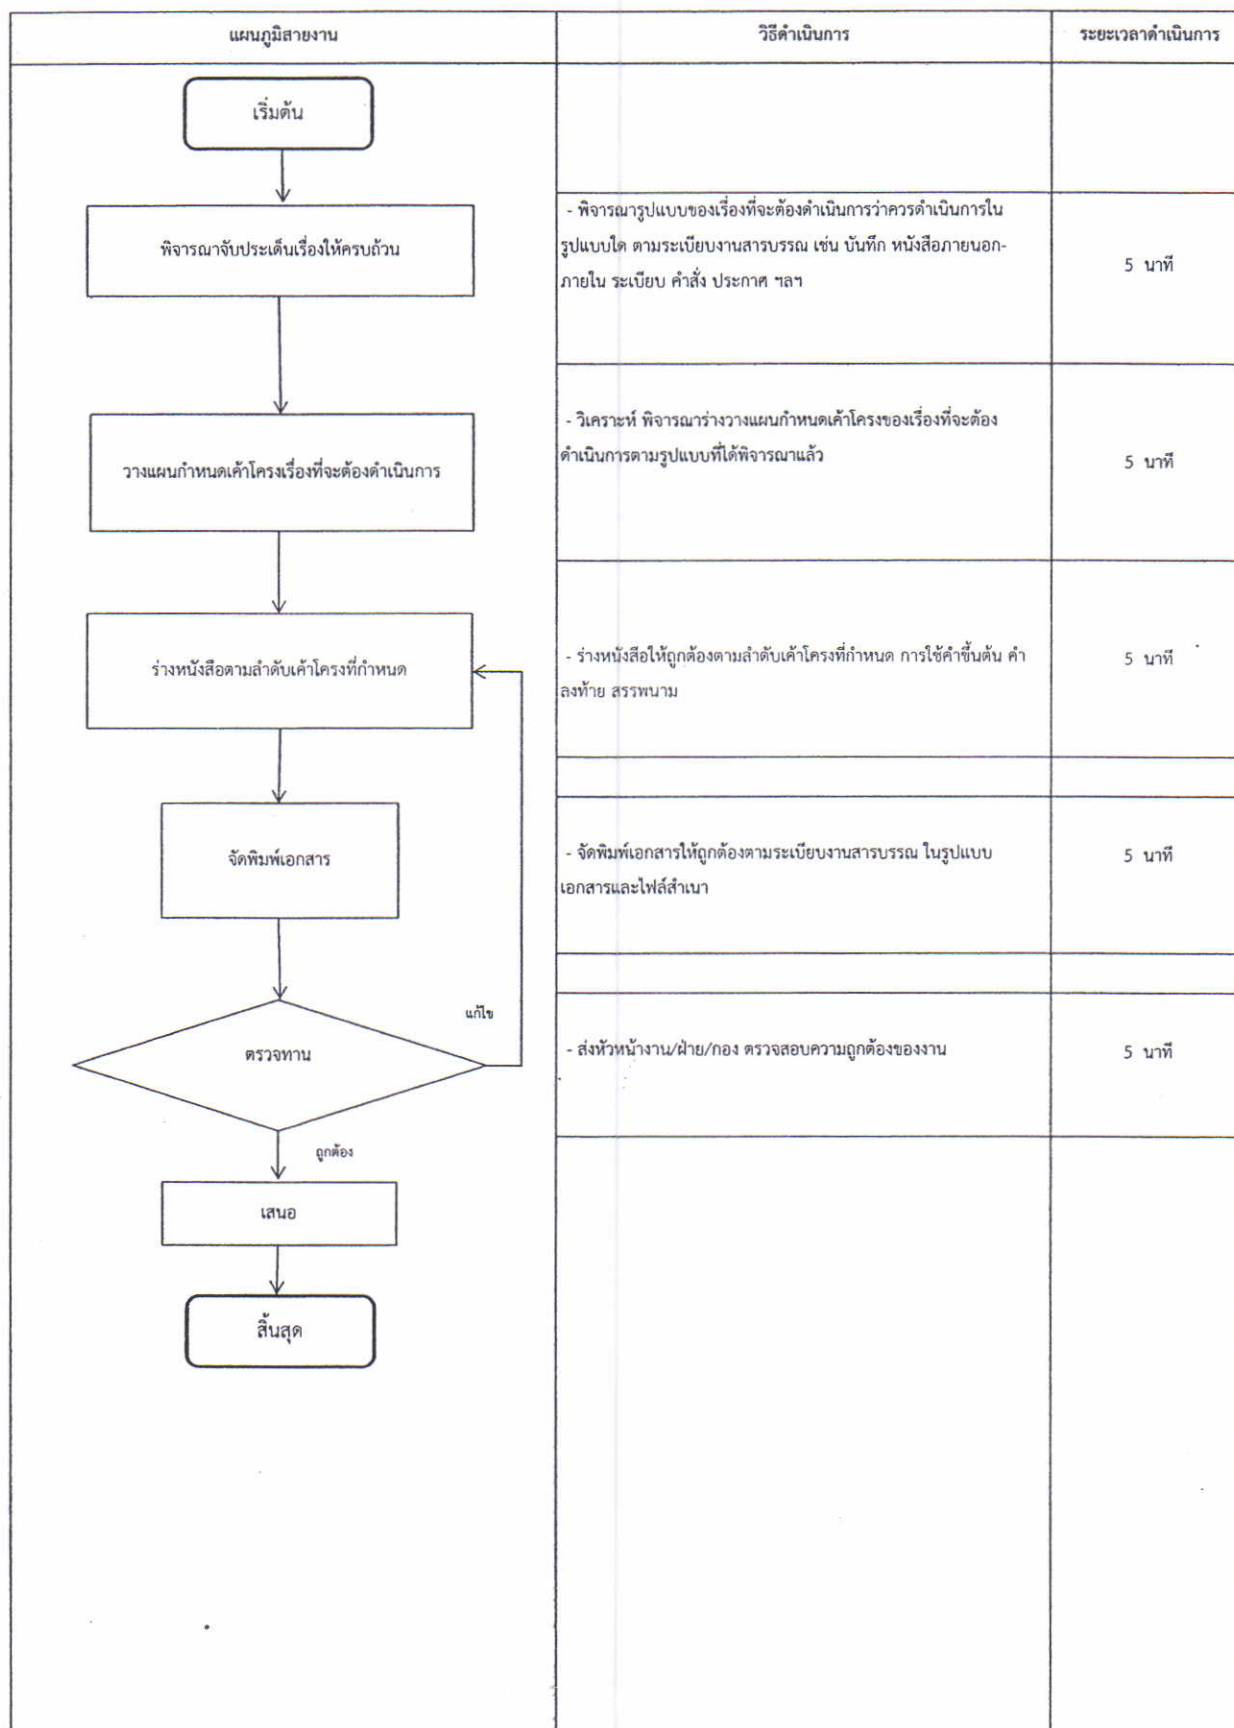 แผนภูมิสายงาน
วิธีดำเนินการ
ระยะเวลาดำเนินการ
เริ่มต้น
พิจารณาจับประเด็นเรื่องให้ครบถ้วน
- พิจารณารูปแบบของเรื่องที่จะต้องดำเนินการว่าควรดำเนินการใน
รูปแบบใด ตามระเบียบงานสารบรรณ เช่น บันทึก หนังสือภายนอก-
ภายใน ระเบียบ คำสั่ง ประกาศ ฯลฯ
5 นาที
วางแผนกำหนดเค้าโครงเรื่องที่จะต้องดำเนินการ
- วิเคราะห์ พิจารณาร่างวางแผนกำหนดเค้าโครงของเรื่องที่จะต้อง
ดำเนินการตามรูปแบบที่ได้พิจารณาแล้ว
5 นาที
ร่างหนังสือตามลำดับเค้าโครงที่กำหนด
- ร่างหนังสือให้ถูกต้องตามลำดับเค้าโครงที่กำหนด การใช้คำขึ้นต้น คำ
ลงท้าย สรรพนาม
5 นาที
จัดพิมพ์เอกสาร
- จัดพิมพ์เอกสารให้ถูกต้องตามระเบียบงานสารบรรณ ในรูปแบบ
เอกสารและไฟล์สำเนา
5 นาที
แก้ไข
ตรวจทาน
- ส่งหัวหน้างาน/ฝ่าย/กอง ตรวจสอบความถูกต้องของงาน
5 นาที
ถูกต้อง
เสนอ
สิ้นสุด